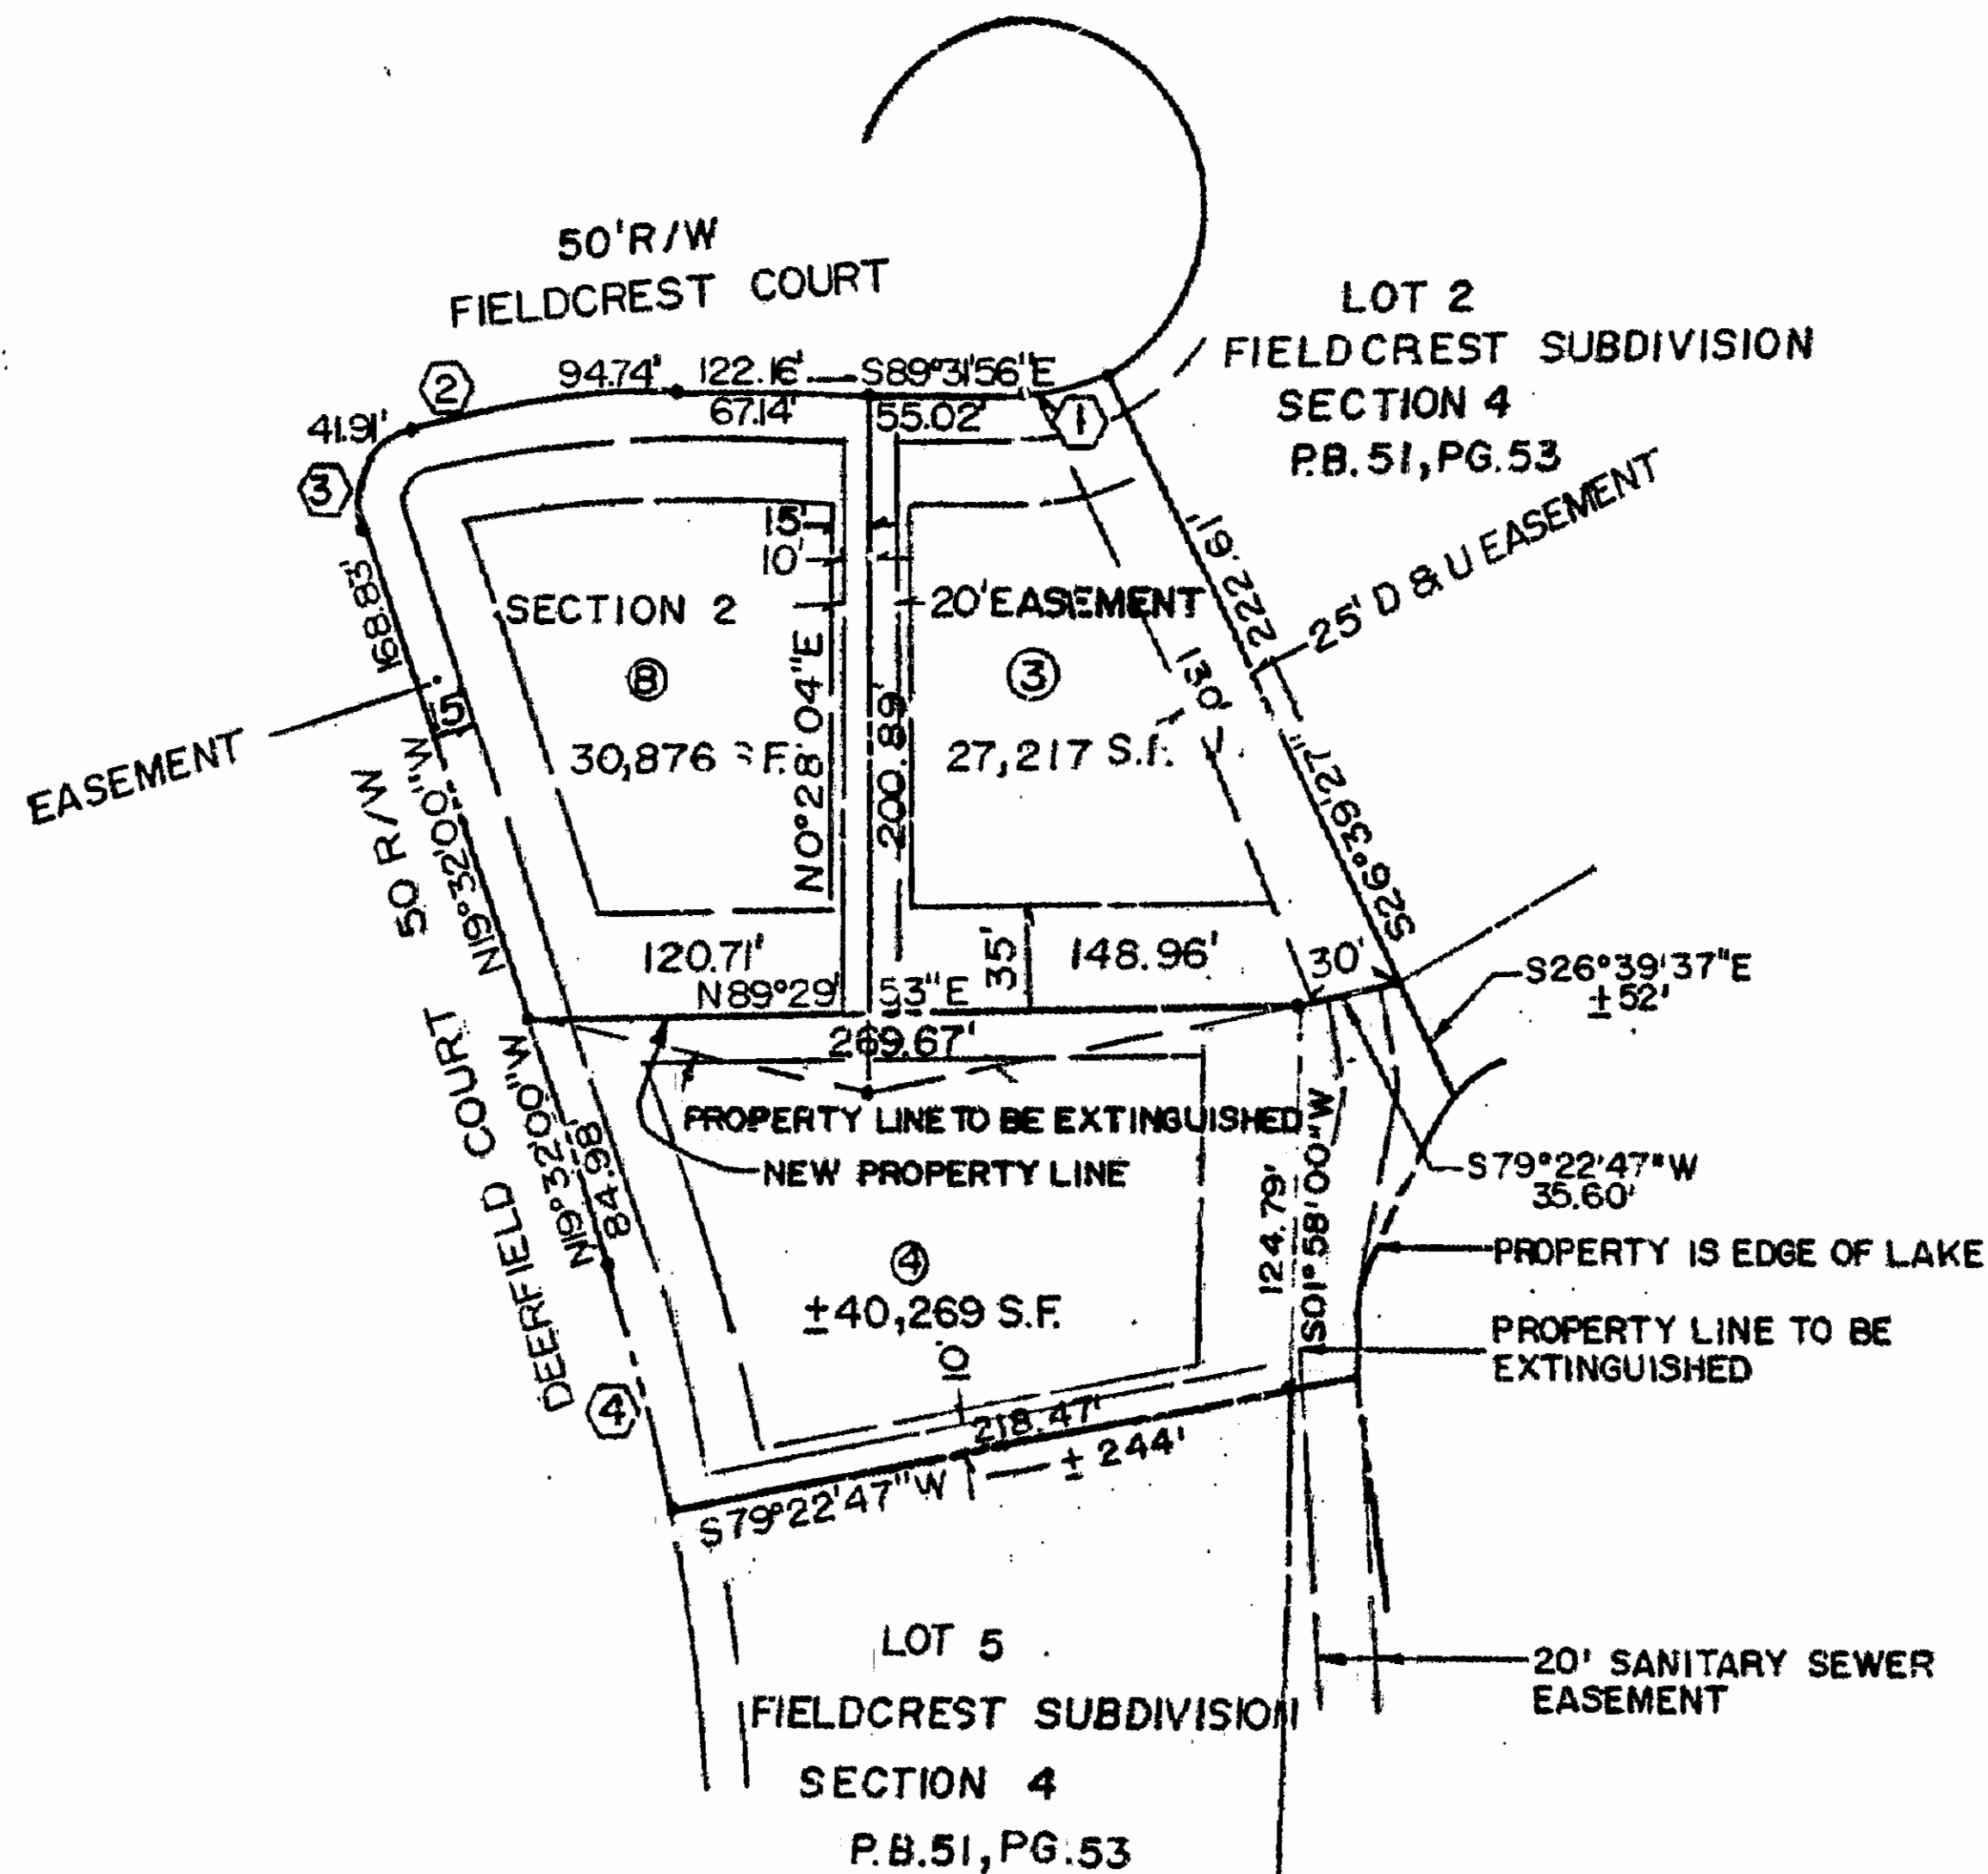 50'R/W
FIELDCREST COURT
LOT 2
FIELDCREST SUBDIVISION
SECTION 4
P.B. 51, PG. 53
2
94.74'
122.16'
S89°31'56"E
67.14'
55.02'
1
41.91'
3
15'
10'
222.61'
25' D & U EASEMENT
168.83'
SECTION 2
20' EASEMENT
8
3
130'
15'
EASEMENT
30,876 S.F.
N0°28'04"E
200.89'
27,217 S.F.
S26°39'27"
50 R/W
N19°32'00"W
120.71'
35'
148.96'
30'
N89°29'53"E
S26°39'37"E
±52'
269.67'
PROPERTY LINE TO BE EXTINGUISHED
NEW PROPERTY LINE
DEERFIELD COURT
N19°32'00"W
84.98'
124.79'
S01°58'00"W
S79°22'47"W
35.60'
PROPERTY IS EDGE OF LAKE
4
±40,269 S.F.
10'
PROPERTY LINE TO BE
EXTINGUISHED
4
218.47'
± 244'
S79°22'47"W
LOT 5
FIELDCREST SUBDIVISION
SECTION 4
P.B. 51, PG. 53
20' SANITARY SEWER
EASEMENT